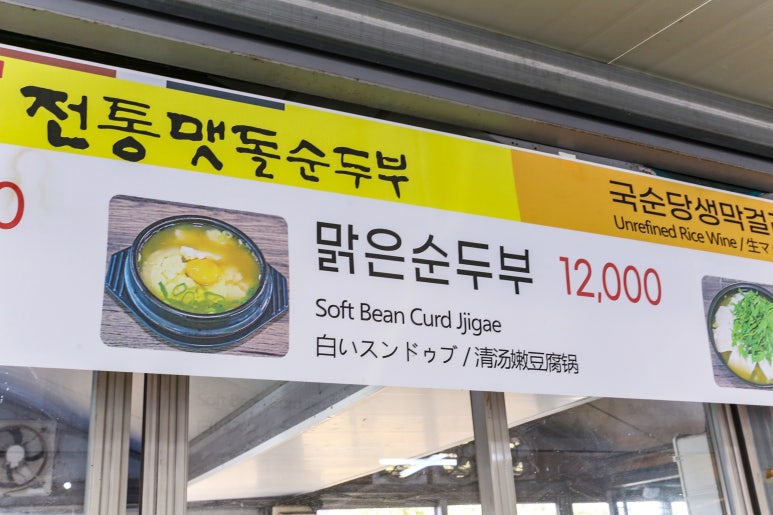 전통맷돌순두부
맑은순두부 12,000
Soft Bean Curd Jjigae
白いスンドゥブ / 清汤嫩豆腐锅
국순당생막걸
Unrefined Rice Wine / 生マ
0